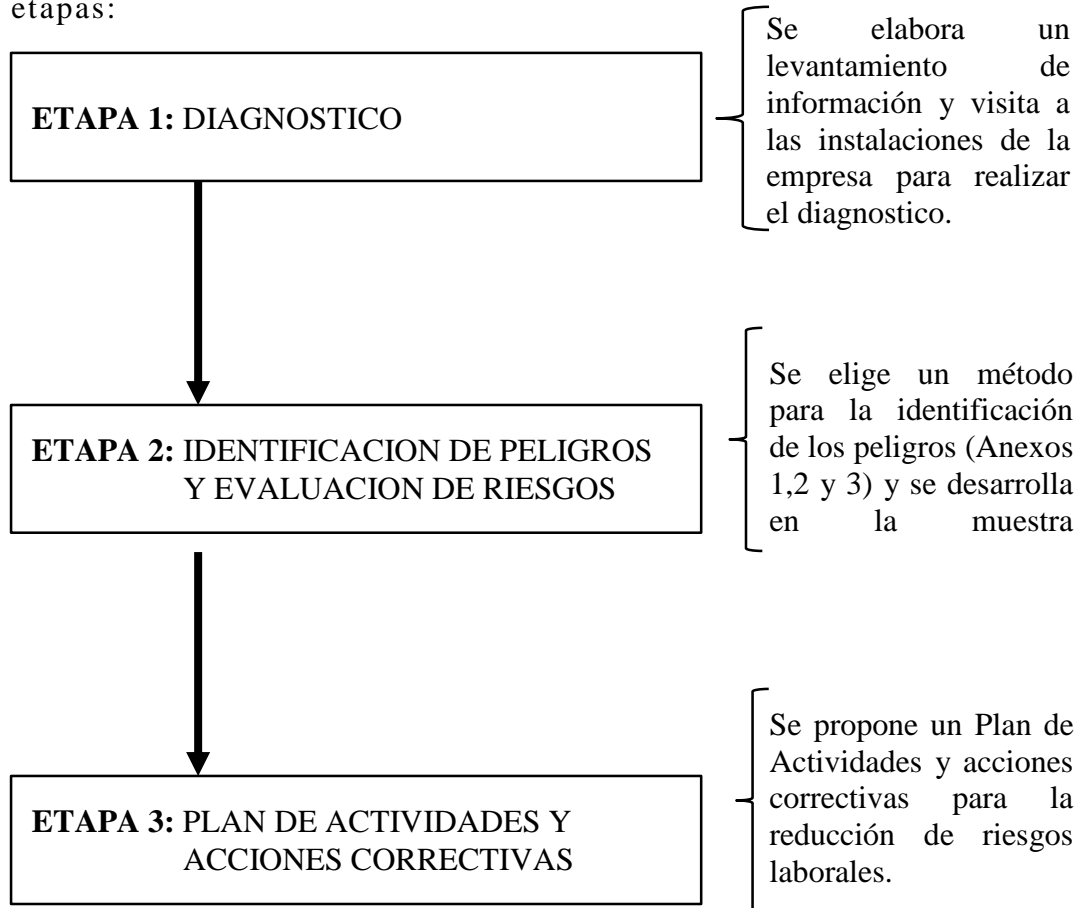 etapas:
ETAPA 1: DIAGNOSTICO
Se elabora un
levantamiento de
información y visita a
las instalaciones de la
empresa para realizar
el diagnostico.
ETAPA 2: IDENTIFICACION DE PELIGROS
Y EVALUACION DE RIESGOS
Se elige un método
para la identificación
de los peligros (Anexos
1,2 y 3) y se desarrolla
en la muestra
ETAPA 3: PLAN DE ACTIVIDADES Y
ACCIONES CORRECTIVAS
Se propone un Plan de
Actividades y acciones
correctivas para la
reducción de riesgos
laborales.